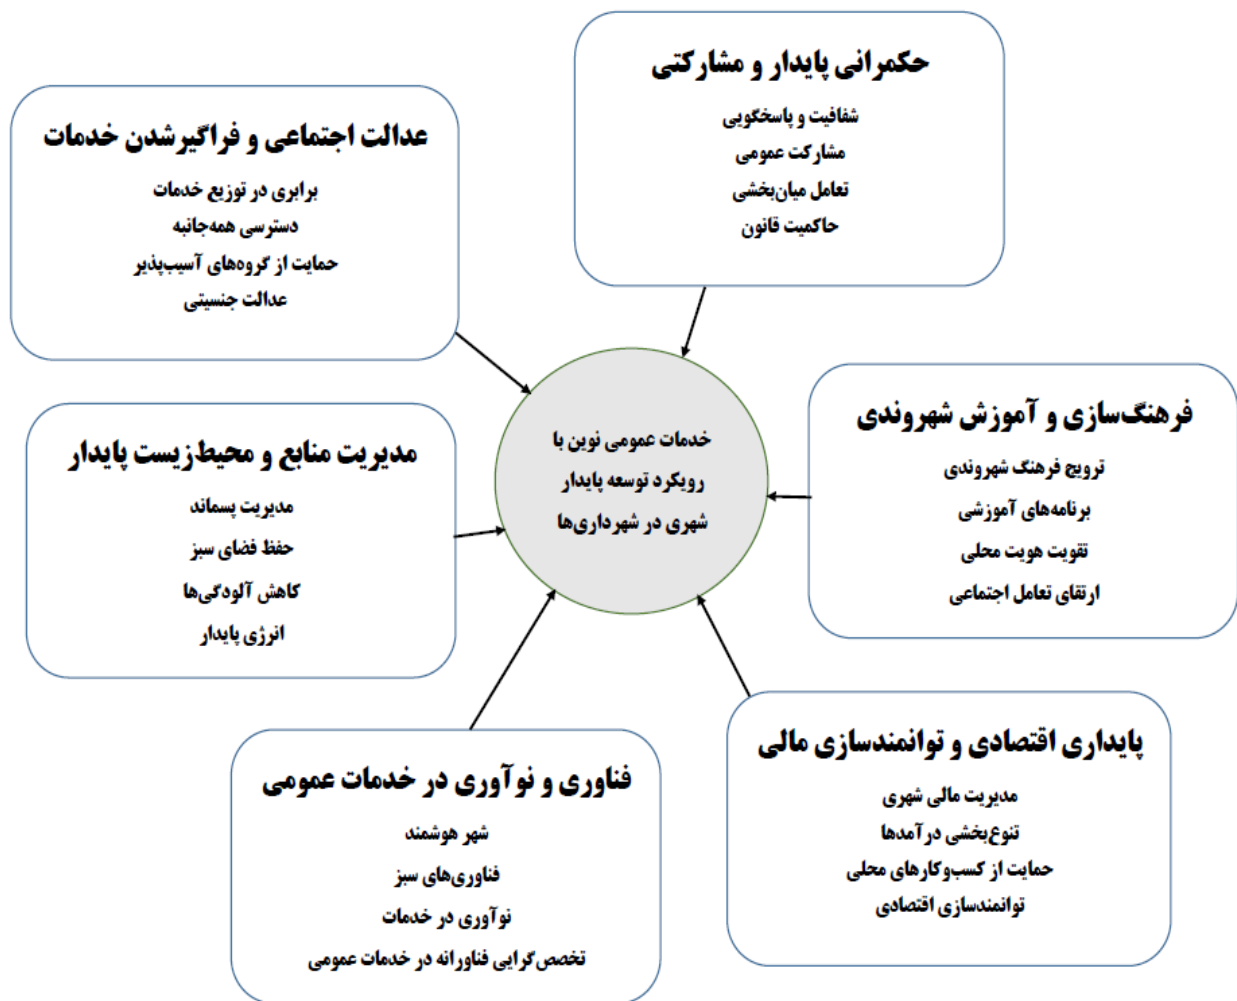 حکمرانی پایدار و مشارکتی
شفافیت و پاسخگویی
مشارکت عمومی
تعامل میان‌بخشی
حاکمیت قانون
عدالت اجتماعی و فراگیرشدن خدمات
برابری در توزیع خدمات
دسترسی همه‌جانبه
حمایت از گروه‌های آسیب‌پذیر
عدالت جنسیتی
فرهنگ‌سازی و آموزش شهروندی
ترویج فرهنگ شهروندی
برنامه‌های آموزشی
تقویت هویت محلی
ارتقای تعامل اجتماعی
خدمات عمومی نوین با
رویکرد توسعه پایدار
شهری در شهرداری‌ها
مدیریت منابع و محیط‌زیست پایدار
مدیریت پسماند
حفظ فضای سبز
کاهش آلودگی‌ها
انرژی پایدار
پایداری اقتصادی و توانمندسازی مالی
مدیریت مالی شهری
تنوع‌بخشی درآمدها
حمایت از کسب‌وکارهای محلی
توانمندسازی اقتصادی
فناوری و نوآوری در خدمات عمومی
شهر هوشمند
فناوری‌های سبز
نوآوری در خدمات
تخصص‌گرایی فناورانه در خدمات عمومی